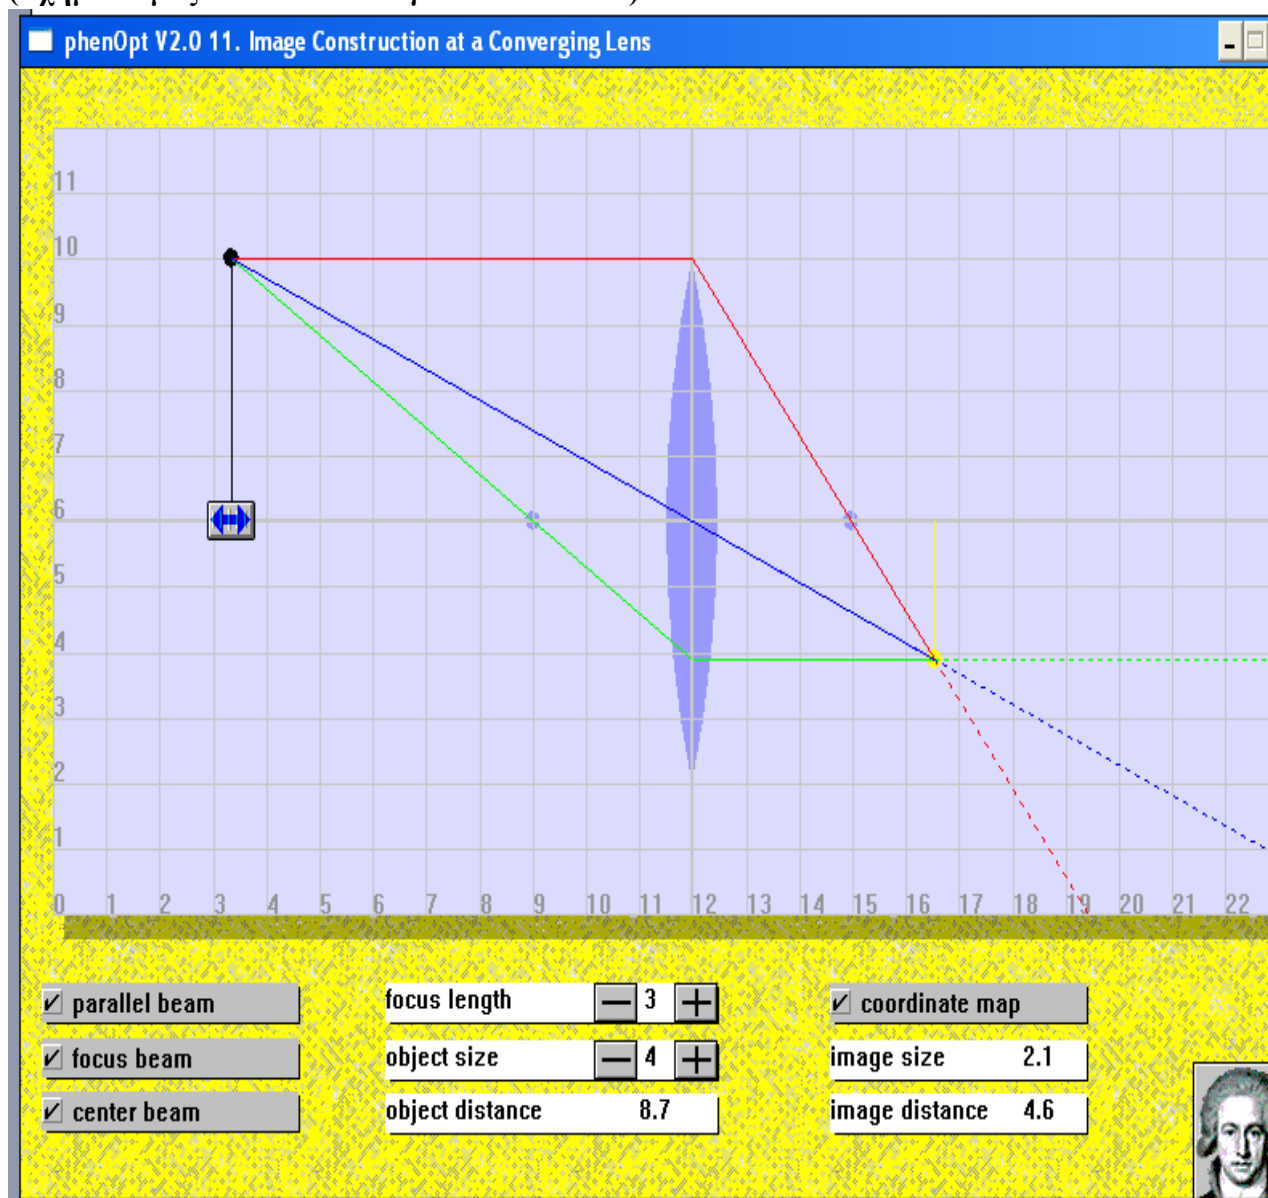 phenOpt V2.0 11. Image Construction at a Converging Lens
11
10
9
8
7
6
5
4
3
2
1
0 1 2 3 4 5 6 7 8 9 10 11 12 13 14 15 16 17 18 19 20 21 22
parallel beam focus length 3 coordinate map
focus beam object size 4 image size 2.1
center beam object distance 8.7 image distance 4.6